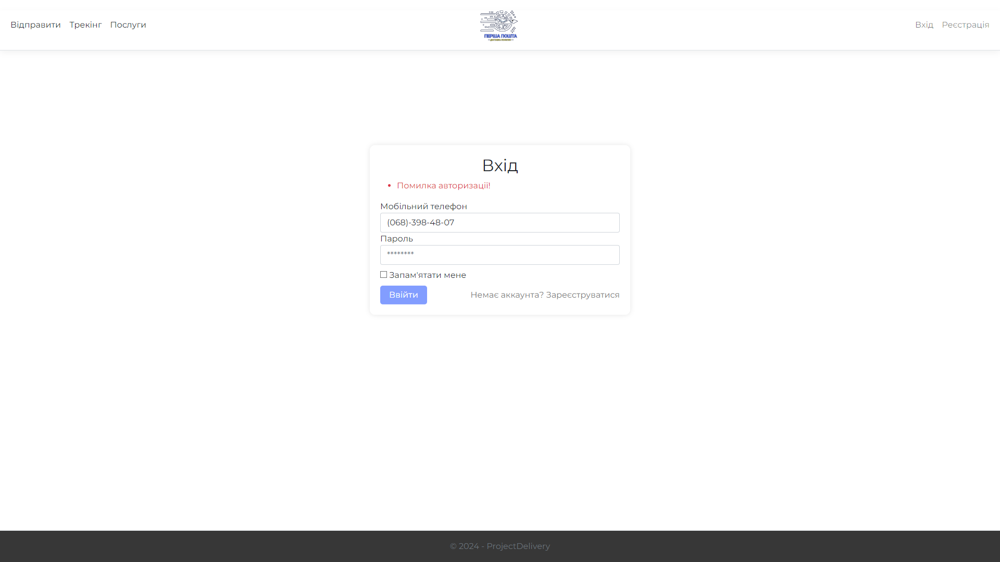 Відправити Трекінг Послуги
ПЕРША ПОШТА
Вхід Реєстрація
Вхід
Помилка авторизації!
Мобільний телефон
(068)-398-48-07
Пароль
********
Запам'ятати мене
Ввійти
Немає аккаунта? Зареєструватися
© 2024 - ProjectDelivery